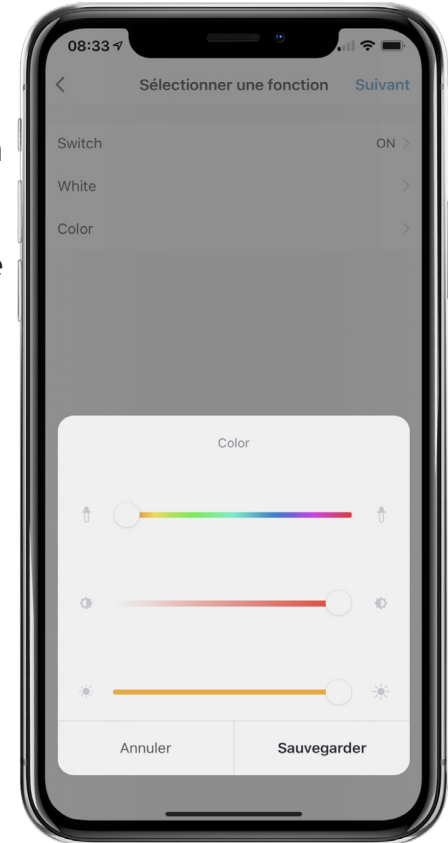 08:33
Sélectionner une fonction Suivant
Switch ON
White
Color
Color
Annuler Sauvegarder